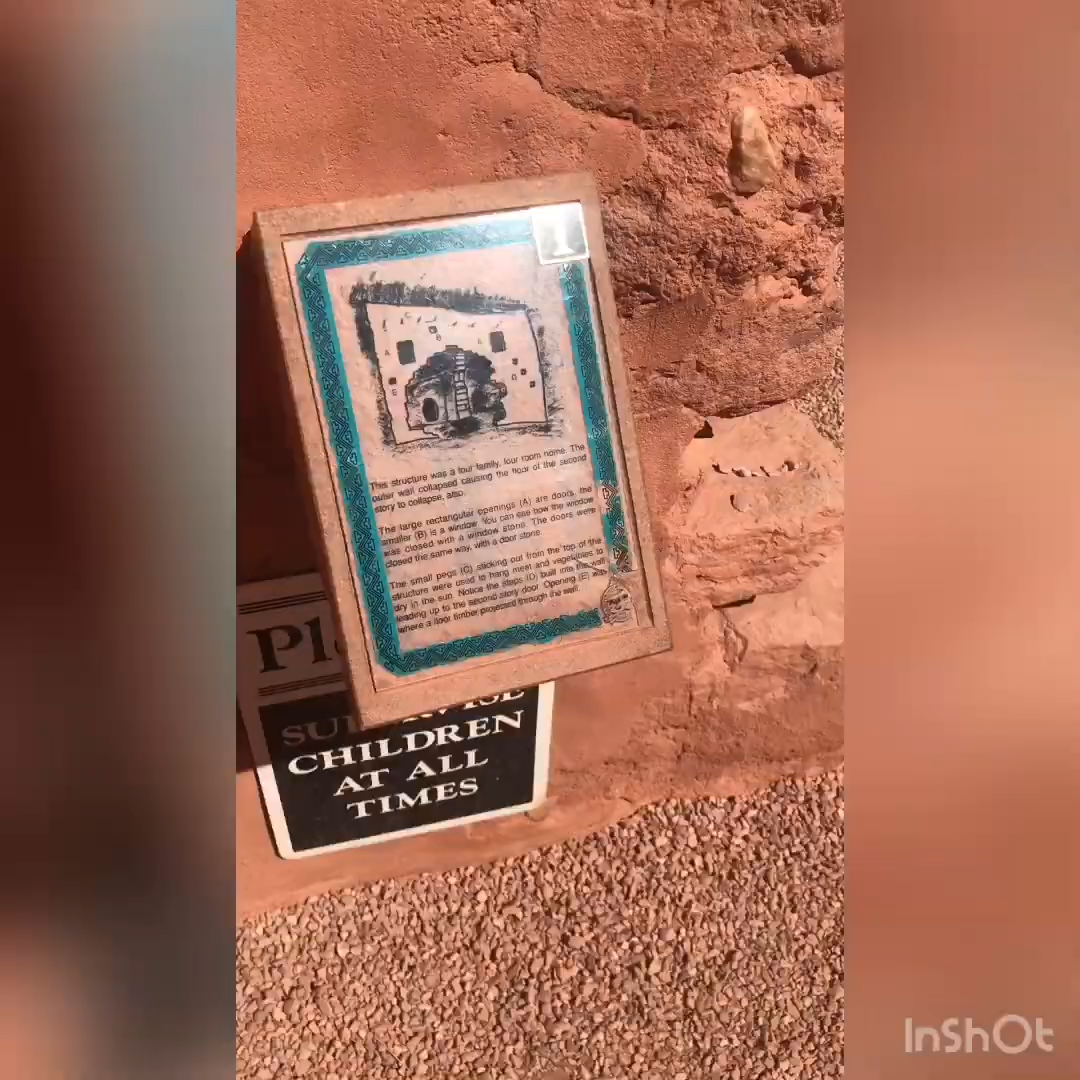 1
C
B
A
A
D
E
This structure was a four family, four room home. The
outer wall collapsed causing the floor of the second
story to collapse, also.
The large rectangular openings (A) are doors, the
smaller (B) is a window. You can see how the window
was closed with a window stone. The doors were
closed the same way, with a door stone.
The small pegs (C) sticking out from the top of the
structure were used to hang meat and vegetables to
dry in the sun. Notice the steps (D) built into the wall
leading up to the second story door. Opening (E) was
where a floor timber projected through the wall.
CHILDREN
AT ALL
TIMES
InShOt